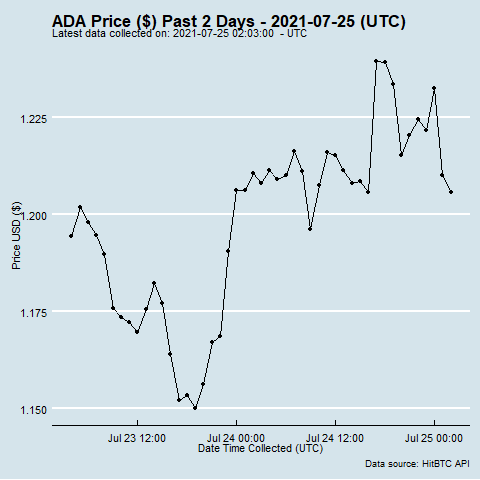 ADA Price ($) Past 2 Days - 2021-07-25 (UTC)
Latest data collected on: 2021-07-25 02:03:00 - UTC
Price USD ($)
1.225
1.200
1.175
1.150
Jul 23 12:00
Jul 24 00:00
Jul 24 12:00
Jul 25 00:00
Date Time Collected (UTC)
Data source: HitBTC API